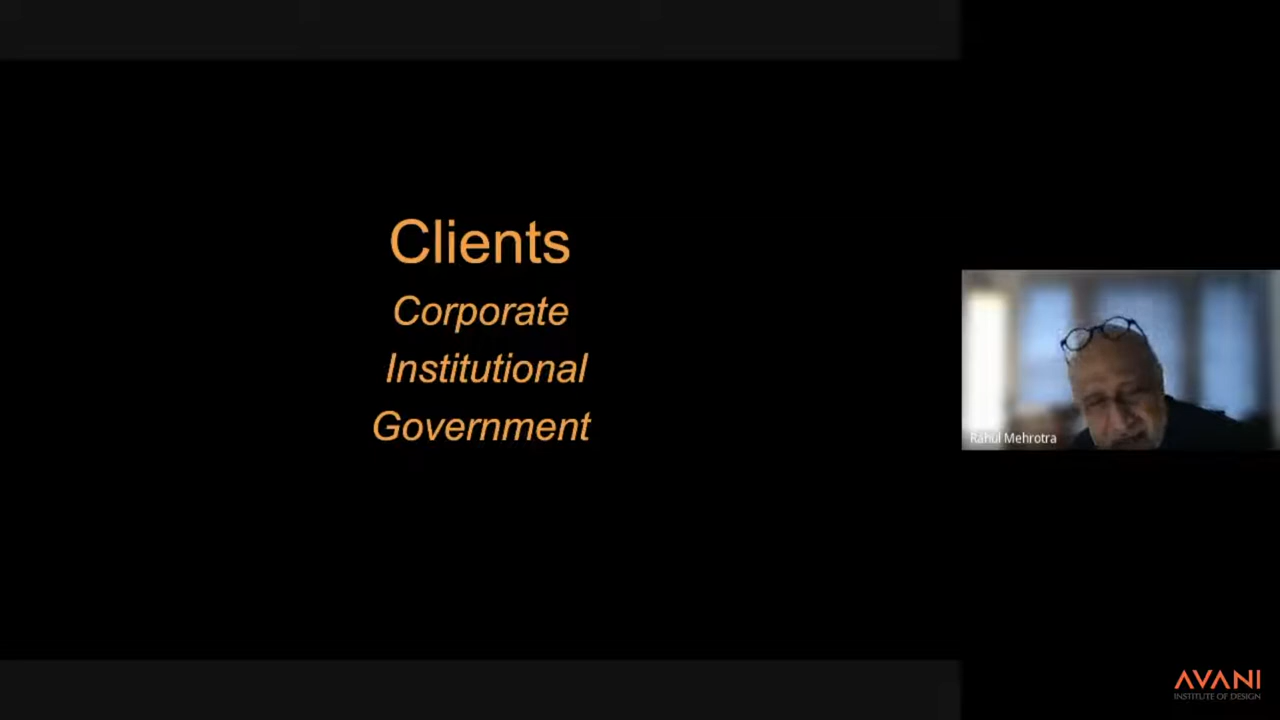 Clients
Corporate
Institutional
Government
Rahul Mehrotra
AVANI
INSTITUTE OF DESIGN